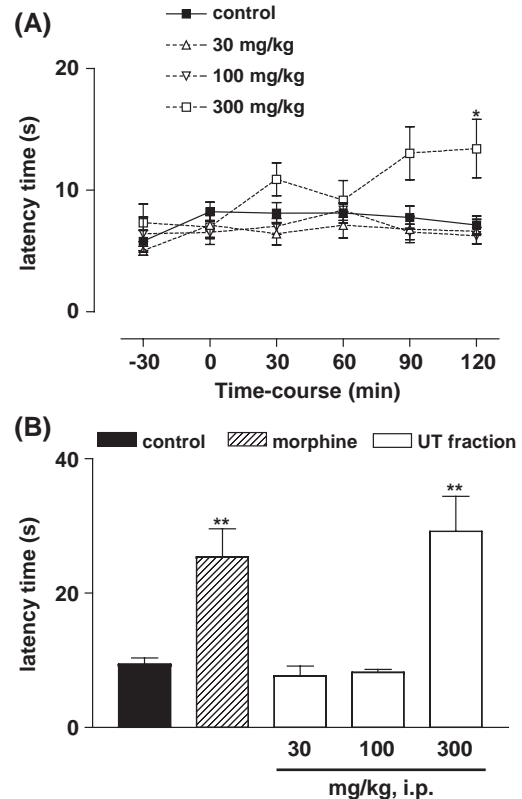 (A)
control
30 mg/kg
100 mg/kg
300 mg/kg
20
10
0
latency time (s)
*
-30 0 30 60 90 120
Time-course (min)
(B)
control morphine UT fraction
40
20
0
latency time (s)
** **
30 100 300
mg/kg, i.p.